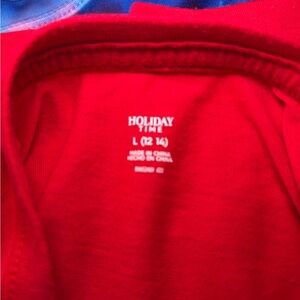 HOLIDAY
TIME
L (12 14)
MADE IN CHINA
HECHO EN CHINA